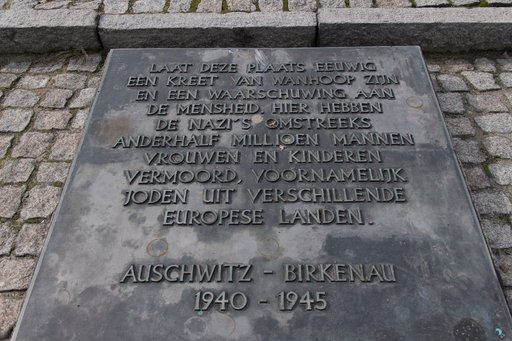 LAAT DEZE PLAATS EEUWIG
EEN KREET VAN WANHOOP ZIJN
EN EEN WAARSCHUWING AAN
DE MENSHEID. HIER HEBBEN
DE NAZI'S OMSTREEKS
ANDERHALF MILLIOEN MANNEN
VROUWEN EN KINDEREN
VERMOORD, VOORNAMELIJK
JODEN UIT VERSCHILLENDE
EUROPESE LANDEN.
AUSCHWITZ - BIRKENAU
1940 - 1945